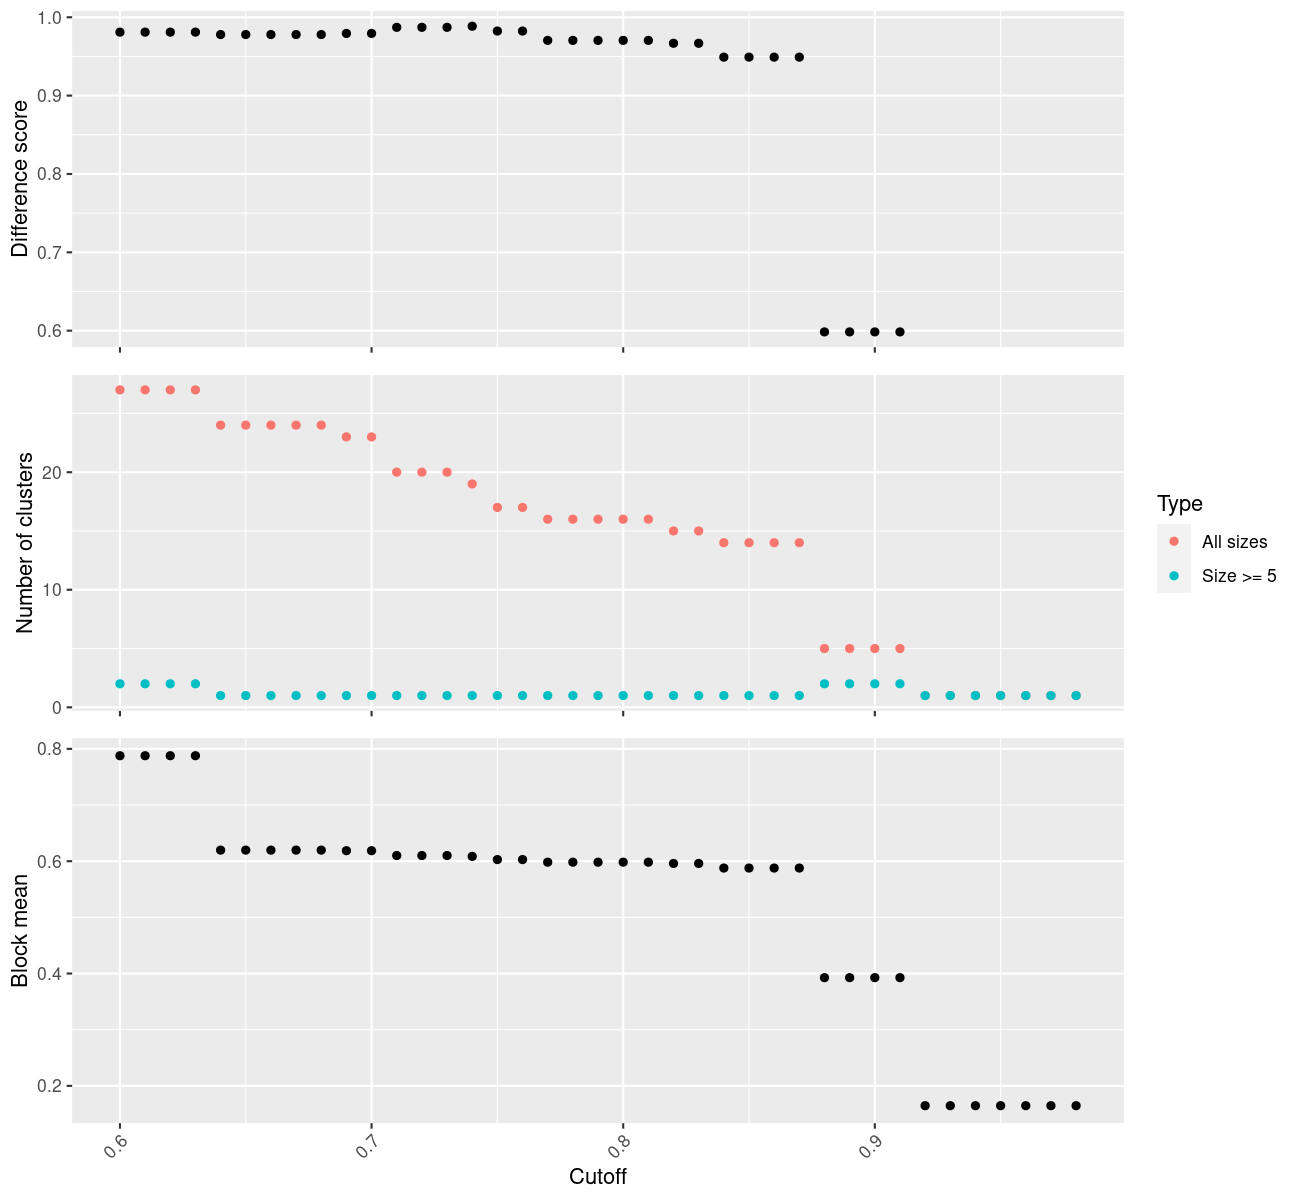 Difference score
1.0
0.9
0.8
0.7
0.6
Number of clusters
20
10
0
Type
All sizes
Size >= 5
Block mean
0.8
0.6
0.4
0.2
0.6
0.7
0.8
0.9
Cutoff